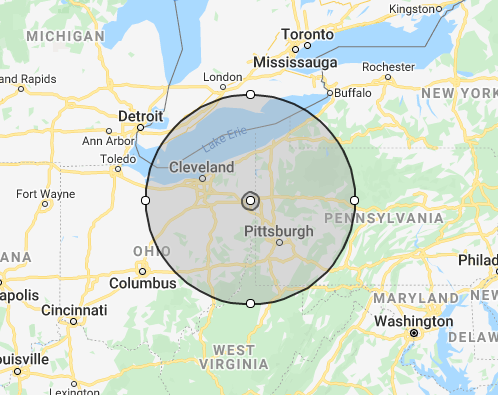 Kingston
Toronto
MICHIGAN
Mississauga
and Rapids
London
Rochester
Buffalo
NEW YORK
Detroit
Lake Erie
Ann Arbor
Toledo
Cleveland
Fort Wayne
PENNSYLVANIA
Pittsburgh
OHIO
ANA
Philad
Columbus
apolis
MARYLAND
NEW
Cincinnati
Washington
DELAW
WEST
VIRGINIA
ouisville
Lexington